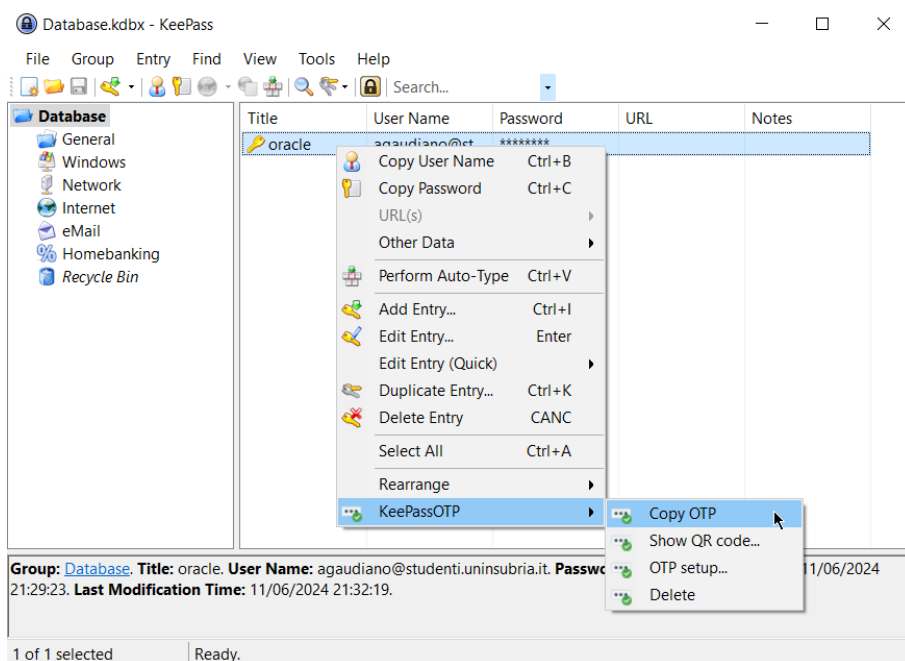 Database.kdbx - KeePass
File Group Entry Find View Tools Help
Search...
Database
General
Windows
Network
Internet
eMail
Homebanking
Recycle Bin
Title User Name Password URL Notes
oracle agaudiano@st... ********
Copy User Name Ctrl+B
Copy Password Ctrl+C
URL(s)
Other Data
Perform Auto-Type Ctrl+V
Add Entry... Ctrl+I
Edit Entry... Enter
Edit Entry (Quick)
Duplicate Entry... Ctrl+K
Delete Entry CANC
Select All Ctrl+A
Rearrange
KeePassOTP
Copy OTP
Show QR code...
OTP setup...
Delete
Group: Database. Title: oracle. User Name: agaudiano@studenti.uninsubria.it. Passwo 11/06/2024
21:29:23. Last Modification Time: 11/06/2024 21:32:19.
1 of 1 selected Ready.